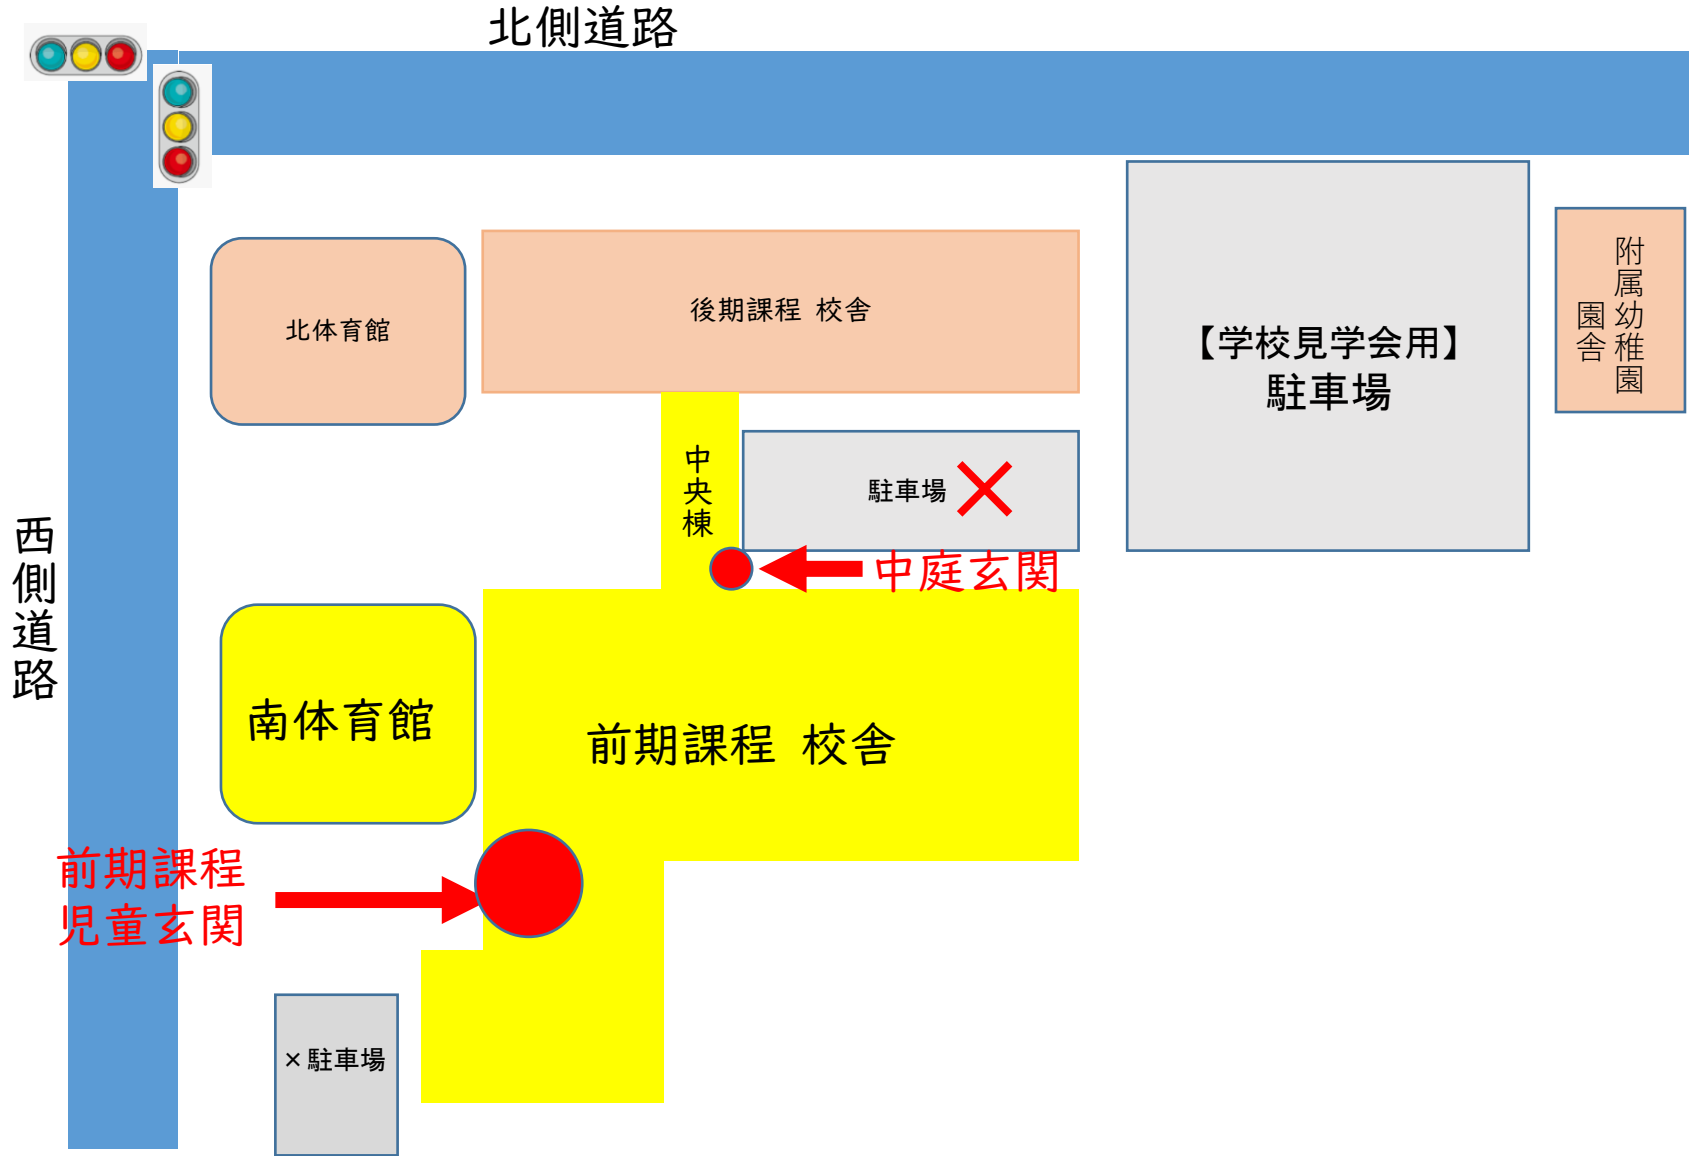 北側道路
附属幼稚園
園舎
後期課程 校舎
北体育館
【学校見学会用】
駐車場
中央棟
駐車場
西側道路
中庭玄関
南体育館
前期課程 校舎
前期課程
児童玄関
×駐車場